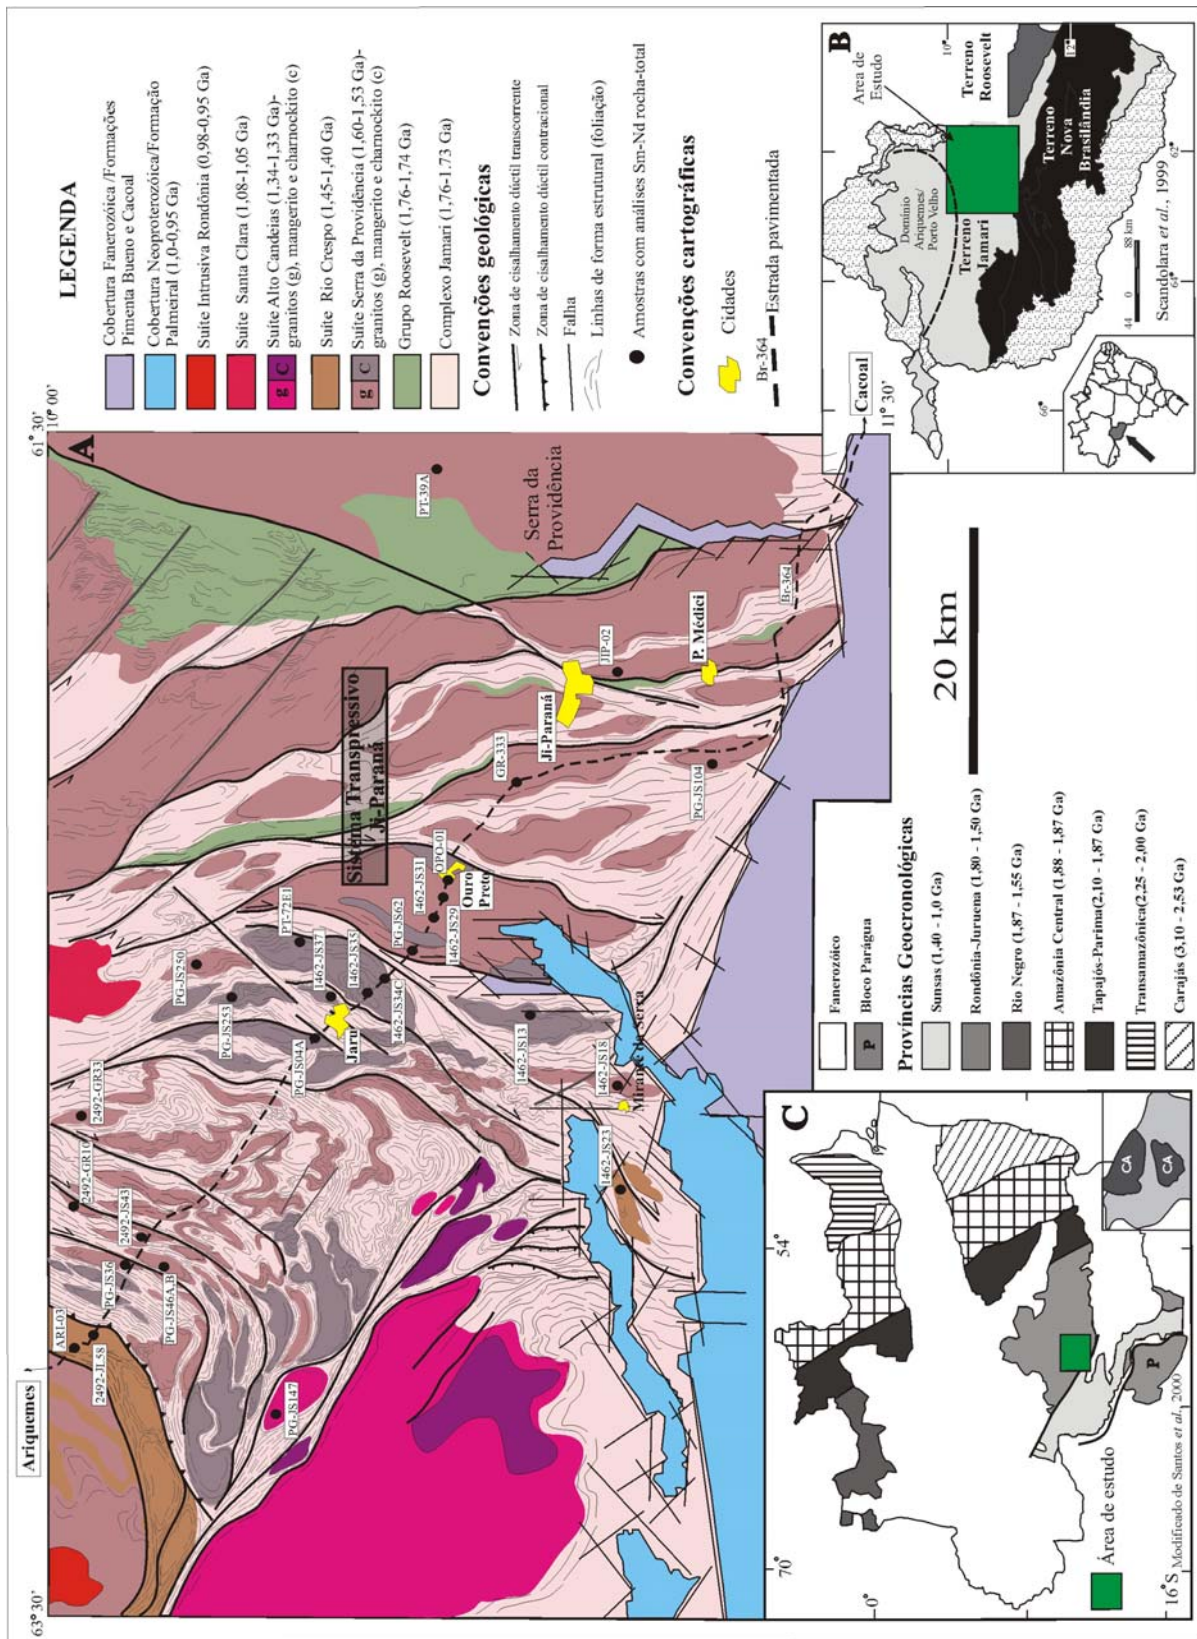 Ariquemes
63° 30'
61° 30'
10° 00'
A
ARI-03
2492-JL58
PG-JS36
PG-JS46A,B
2492-JS43
2492-GR10
2492-GR33
PG-JS253
PG-JS250
PG-JS04A
PT-72E1
1462-JS37
1462-JS35
1462-JS34C
Jaru
PG-JS147
PG-JS62
1462-JS29
1462-JS31
OPO-01
Ouro
Preto
1462-JS13
1462-JS18
Mirante da Serra
1462-JS23
Sistema Transpressivo
Ji-Paraná
GR-333
PG-JS104
Ji-Paraná
JIP-02
P. Médici
Br-364
PT-39A
Serra da
Providência
Cacoal
11° 30'
20 km
LEGENDA
Cobertura Fanerozóica /Formações
Pimenta Bueno e Cacoal
Cobertura Neoproterozóica/Formação
Palmeiral (1,0-0,95 Ga)
Suíte Intrusiva Rondônia (0,98-0,95 Ga)
Suíte Santa Clara (1,08-1,05 Ga)
g C
Suíte Alto Candeias (1,34-1,33 Ga)-
granitos (g), mangerito e charnockito (c)
Suíte Rio Crespo (1,45-1,40 Ga)
g C
Suíte Serra da Providência (1,60-1,53 Ga)-
granitos (g), mangerito e charnockito (c)
Grupo Roosevelt (1,76-1,74 Ga)
Complexo Jamari (1,76-1.73 Ga)
Convenções geológicas
Zona de cisalhamento dúctil transcorrente
Zona de cisalhamento dúctil contracional
Falha
Linhas de forma estrutural (foliação)
Amostras com análises Sm-Nd rocha-total
Convenções cartográficas
Cidades
Br-364
Estrada pavimentada
B
Área de
Estudo
10°
12°
Domínio
Ariquemes/
Porto Velho
Terreno
Jamari
Terreno
Roosevelt
Terreno
Nova
Brasilândia
66°
64°
62°
44 0 88 km
Scandolara et al., 1999
C
0°
70°
54°
16° S
P
CA
CA
Área de estudo
Modificado de Santos et al., 2000
Fanerozóico
P
Bloco Parágua
Províncias Geocronológicas
Sunsas (1,40 - 1,0 Ga)
Rondônia-Juruena (1,80 - 1,50 Ga)
Rio Negro (1,87 - 1,55 Ga)
Amazônia Central (1,88 - 1,87 Ga)
Tapajós-Parima(2,10 - 1,87 Ga)
Transamazônica(2,25 - 2,00 Ga)
Carajás (3,10 - 2,53 Ga)